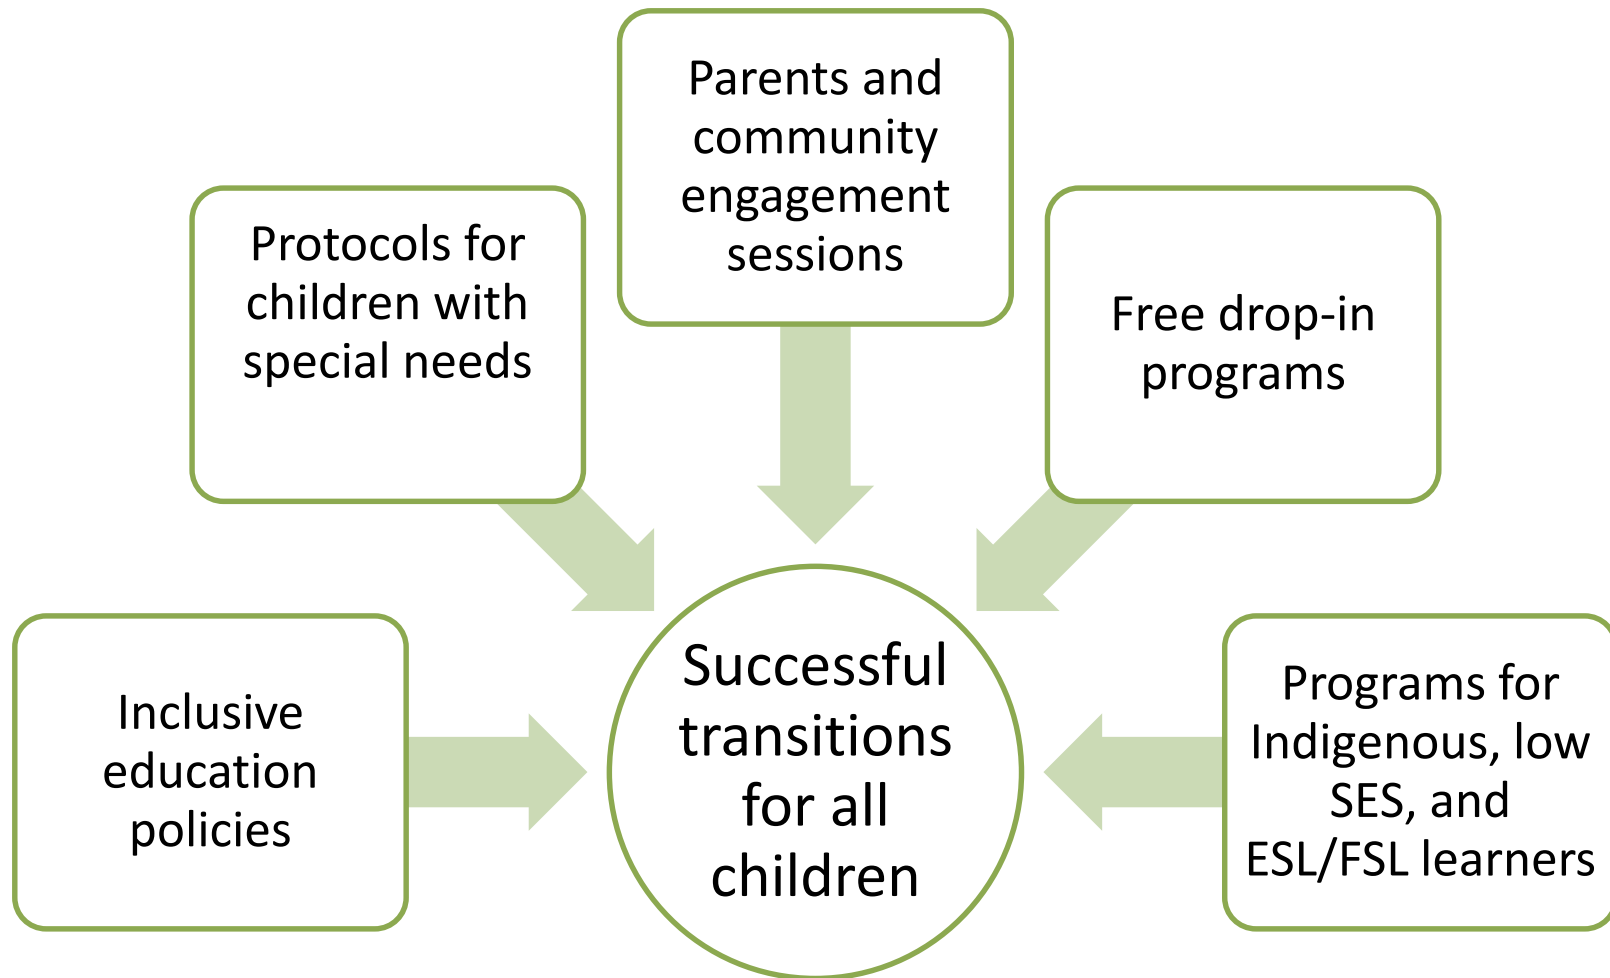 Parents and
community
engagement
sessions
Protocols for
children with
special needs
Free drop-in
programs
Inclusive
education
policies
Successful
transitions
for all
children
Programs for
Indigenous, low
SES, and
ESL/FSL learners